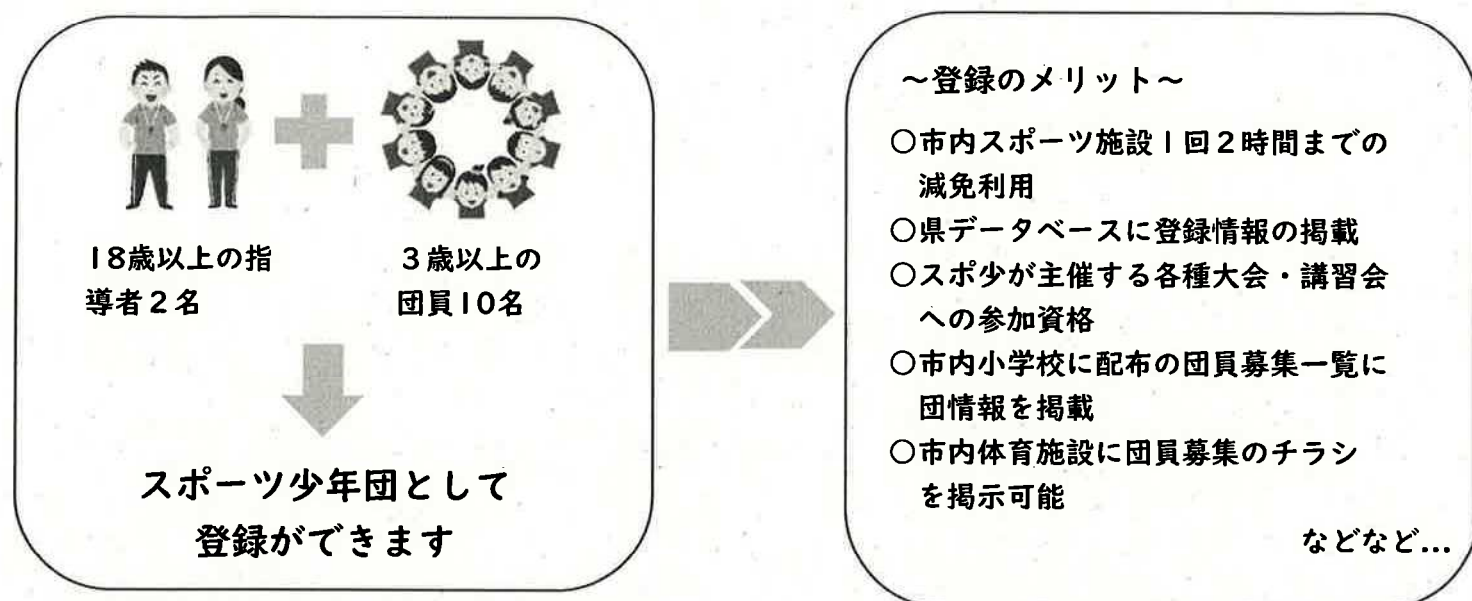 18歳以上の指
導者2名
3歳以上の
団員10名
スポーツ少年団として
登録ができます
～登録のメリット～
○市内スポーツ施設1回2時間までの
減免利用
○県データベースに登録情報の掲載
○スポ少が主催する各種大会・講習会
への参加資格
○市内小学校に配布の団員募集一覧に
団情報を掲載
○市内体育施設に団員募集のチラシ
を掲示可能
などなど…